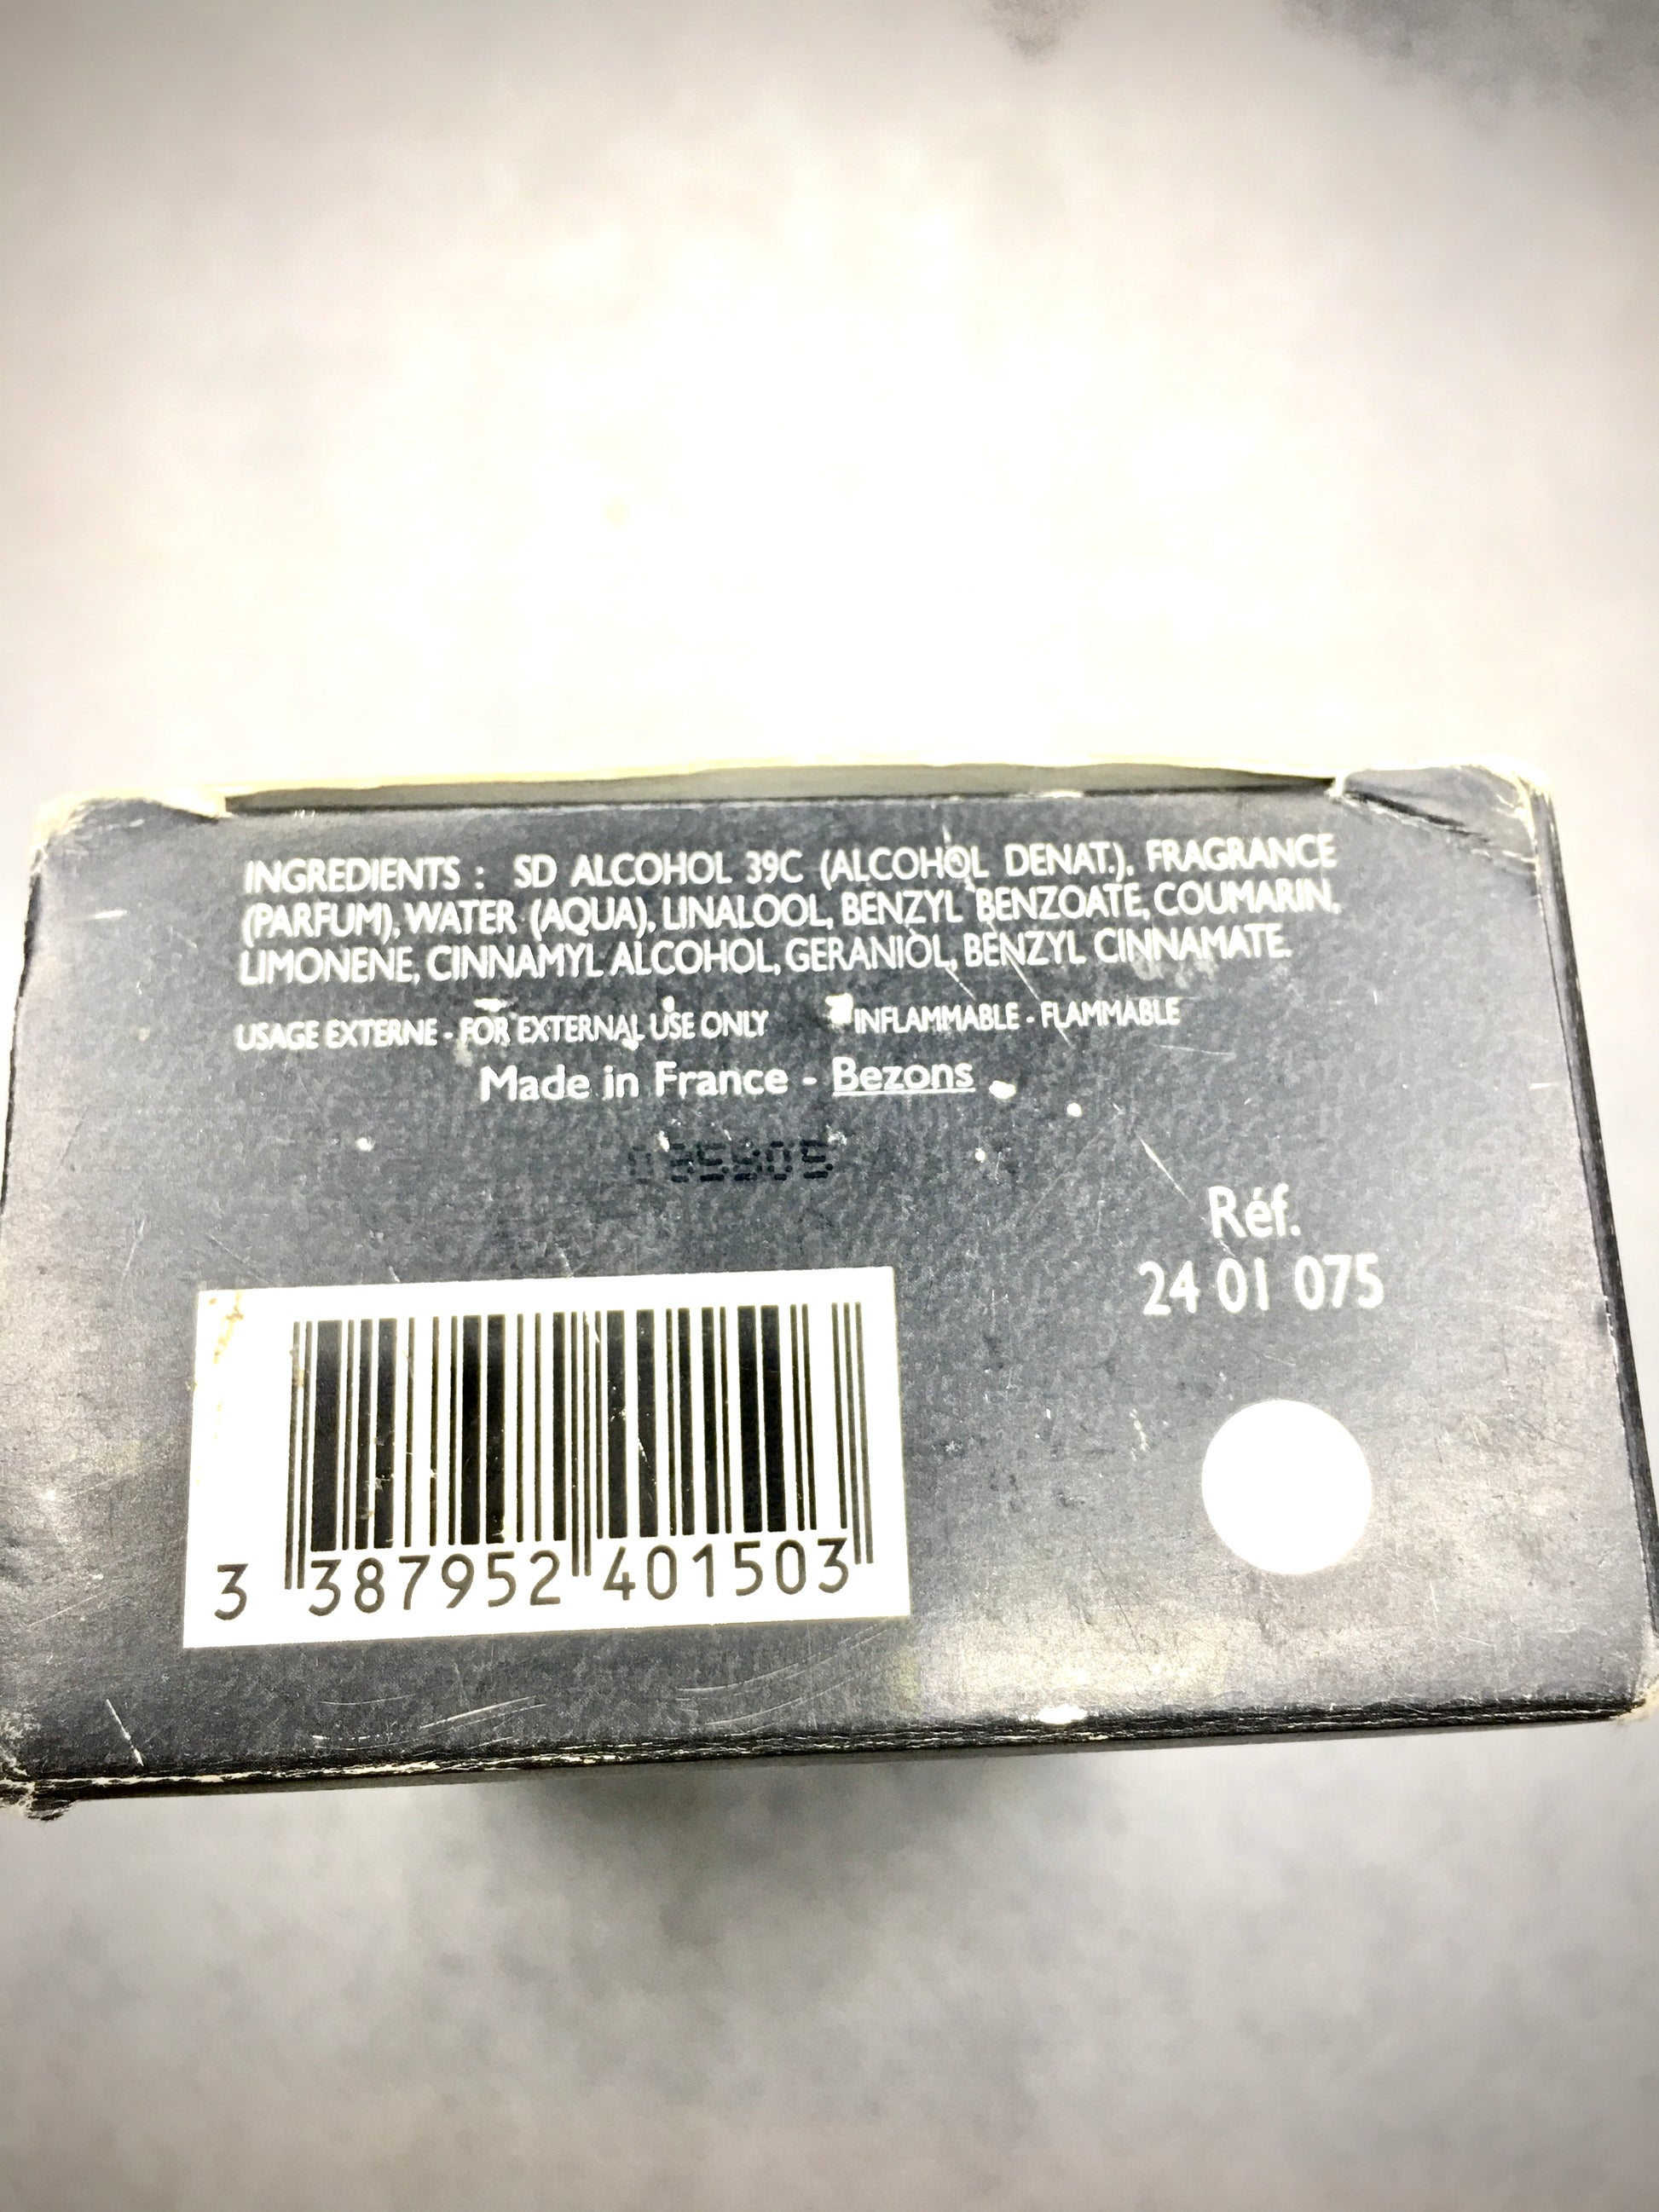 INGREDIENTS : SD ALCOHOL 39C (ALCOHOL DENAT.), FRAGRANCE
(PARFUM), WATER (AQUA), LINALOOL, BENZYL BENZOATE, COUMARIN,
LIMONENE, CINNAMYL ALCOHOL, GERANIOL, BENZYL CINNAMATE.
USAGE EXTERNE - FOR EXTERNAL USE ONLY INFLAMMABLE - FLAMMABLE
Made in France - Bezons
Réf.
24 01 075
3 387952 401503